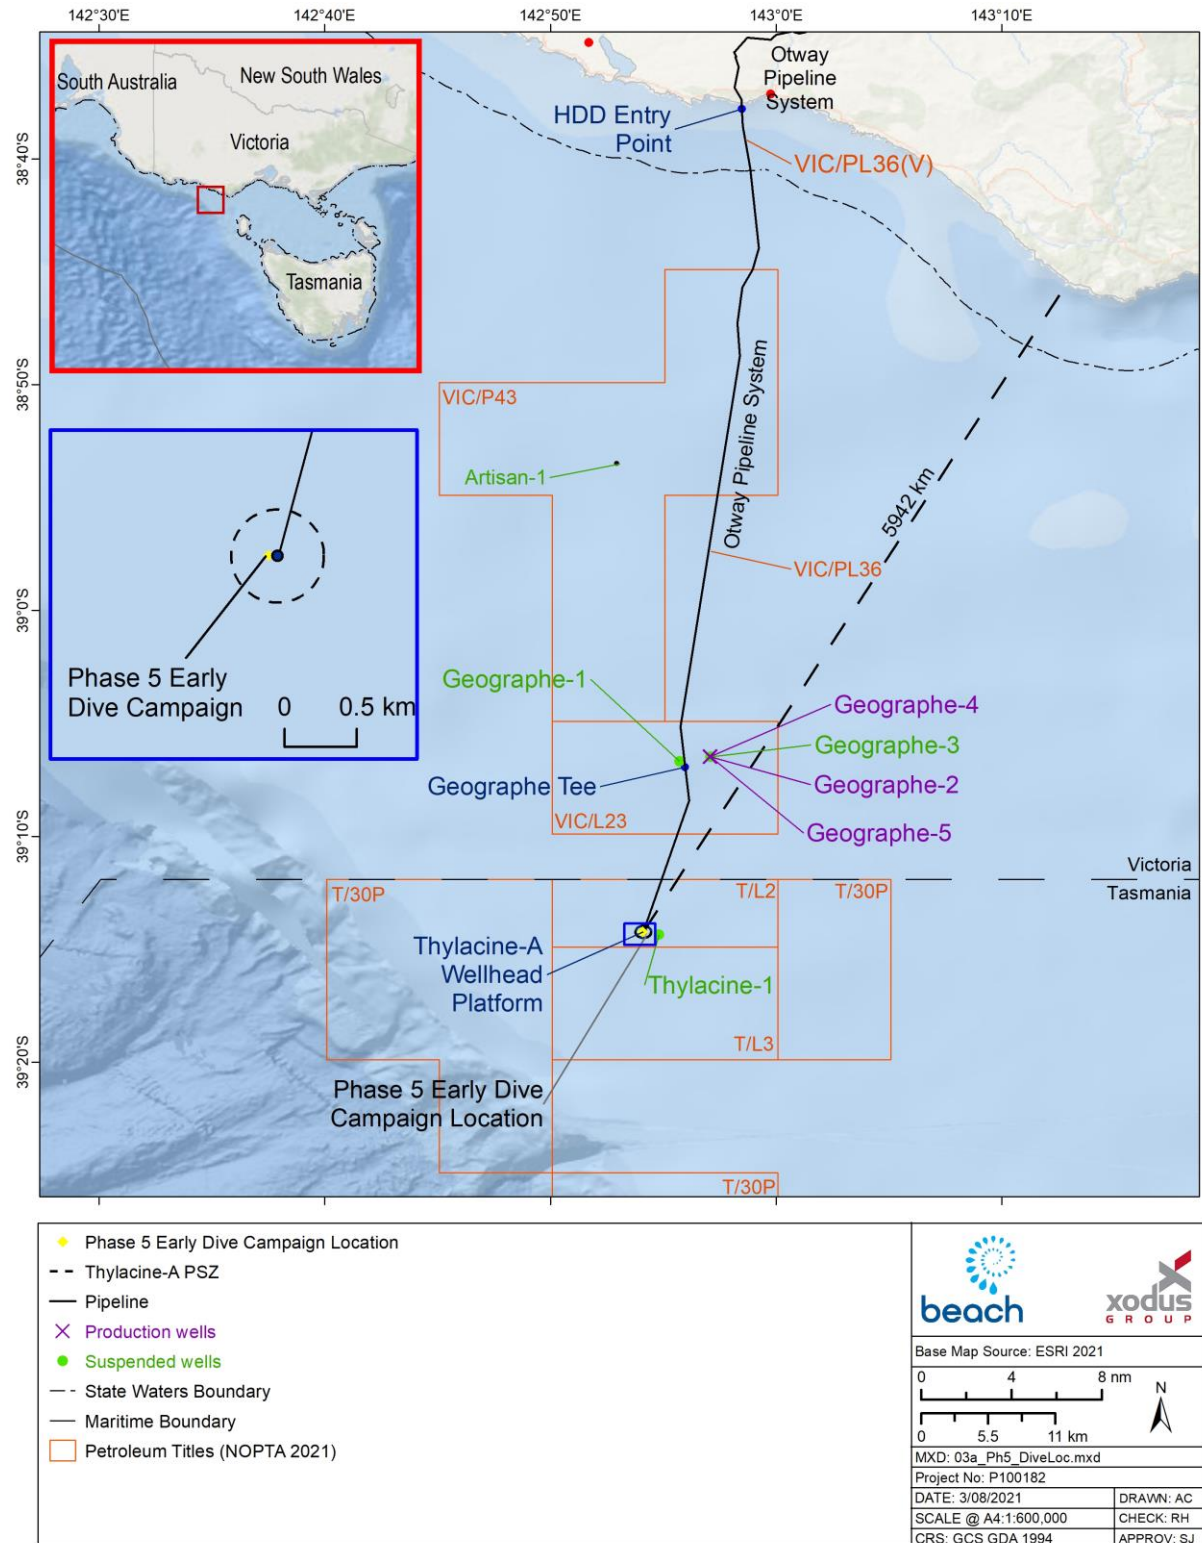 142°30'E
142°40'E
142°50'E
143°0'E
143°10'E
38°40'S
38°50'S
39°0'S
39°10'S
39°20'S
South Australia
New South Wales
Victoria
Tasmania
Otway
Pipeline
System
HDD Entry
Point
VIC/PL36(V)
VIC/P43
Artisan-1
Otway Pipeline System
5942 km
VIC/PL36
Phase 5 Early
Dive Campaign
0 0.5 km
Geographe-1
Geographe-4
Geographe-3
Geographe Tee
Geographe-2
VIC/L23
Geographe-5
Victoria
Tasmania
T/30P
T/L2
T/30P
Thylacine-A
Wellhead
Platform
Thylacine-1
T/L3
Phase 5 Early Dive
Campaign Location
T/30P
Phase 5 Early Dive Campaign Location
Thylacine-A PSZ
Pipeline
Production wells
Suspended wells
State Waters Boundary
Maritime Boundary
Petroleum Titles (NOPTA 2021)
beach
xodus
GROUP
Base Map Source: ESRI 2021
0 4 8 nm
N
0 5.5 11 km
MXD: 03a_Ph5_DiveLoc.mxd
Project No: P100182
DATE: 3/08/2021 DRAWN: AC
SCALE @ A4:1:600,000 CHECK: RH
CRS: GCS GDA 1994 APPROV: SJ